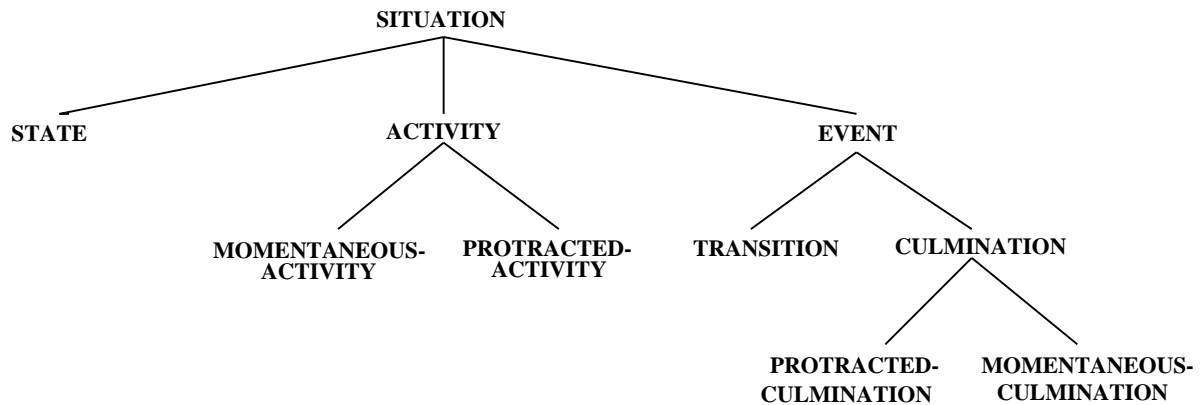 SITUATION
STATE
ACTIVITY
EVENT
MOMENTANEOUS-
ACTIVITY
PROTRACTED-
ACTIVITY
TRANSITION
CULMINATION
PROTRACTED-
CULMINATION
MOMENTANEOUS-
CULMINATION